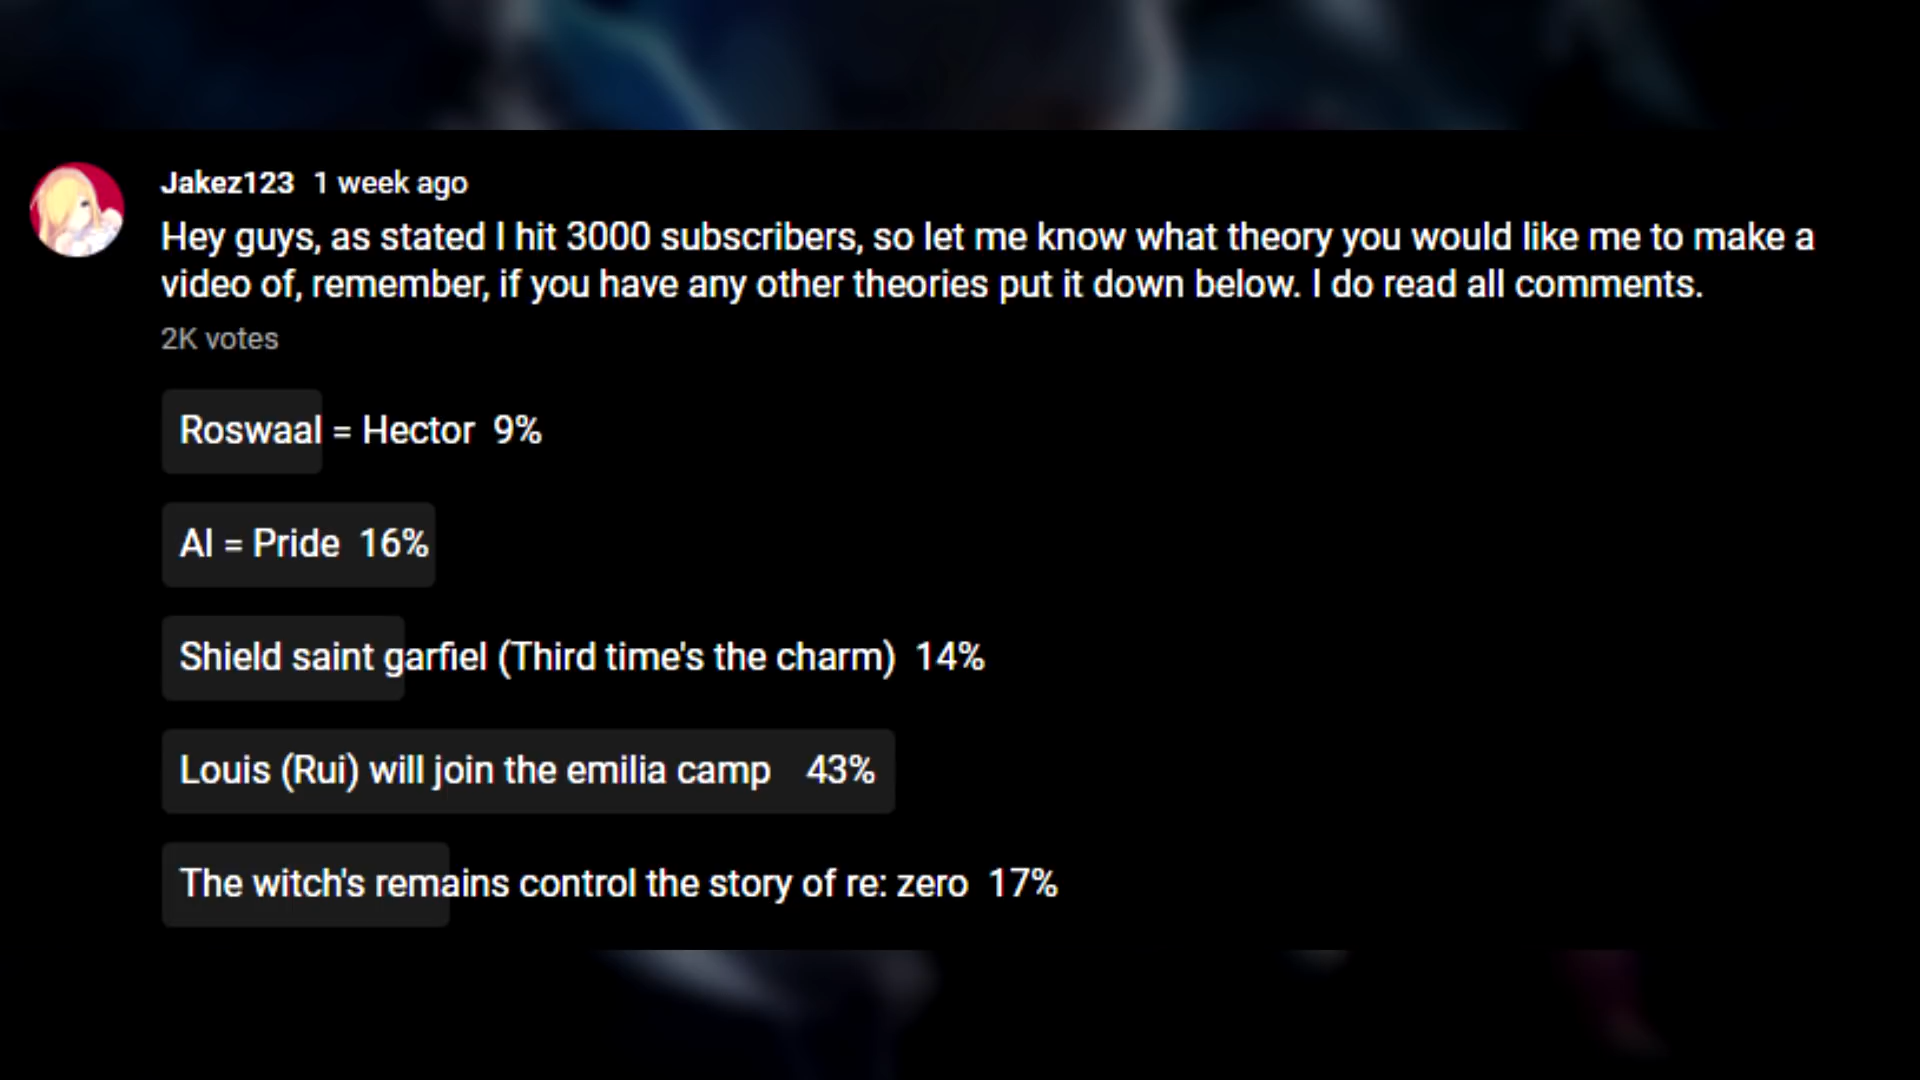 Jakez123 1 week ago
Hey guys, as stated I hit 3000 subscribers, so let me know what theory you would like me to make a
video of, remember, if you have any other theories put it down below. I do read all comments.
2K votes
Roswaal = Hector 9%
Al = Pride 16%
Shield saint garfiel (Third time's the charm) 14%
Louis (Rui) will join the emilia camp 43%
The witch's remains control the story of re: zero 17%